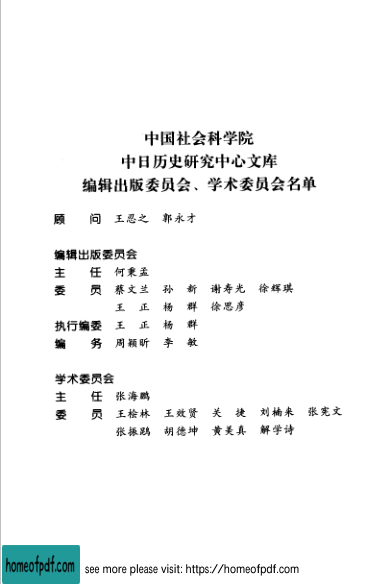 中国社会科学院
中日历史研究中心文库
编辑出版委员会、学术委员会名单
顾 问 王忍之 郭永才
编辑出版委员会
主 任 何秉孟
委 员 蔡文兰 孙 新 谢寿光 徐辉琪
王 正 杨 群 徐思彦
执行编委 王 正 杨 群
编 务 周颖昕 李 敏
学术委员会
主 任 张海鹏
委 员 王桧林 王效贤 关 捷 刘楠来 张宪文
张振鹍 胡德坤 黄美真 解学诗
homeofpdf.com
see more please visit: https://homeofpdf.com